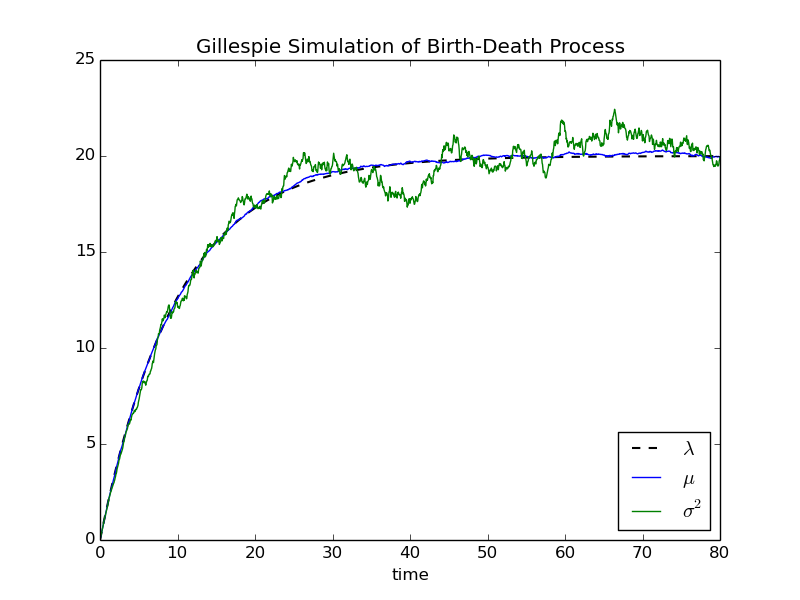 Gillespie Simulation of Birth-Death Process
25
20
15
10
5
0
0 10 20 30 40 50 60 70 80
time
λ
μ
σ²